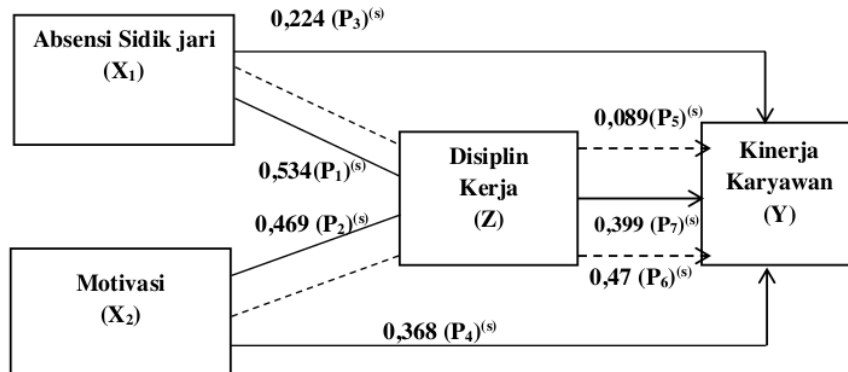 0,224 (P₃)⁽ˢ⁾
Absensi Sidik jari
(X₁)
0,089(P₅)⁽ˢ⁾
Disiplin
Kerja
(Z)
Kinerja
Karyawan
(Y)
0,534(P₁)⁽ˢ⁾
0,469 (P₂)⁽ˢ⁾
0,399 (P₇)⁽ˢ⁾
0,47 (P₆)⁽ˢ⁾
Motivasi
(X₂)
0,368 (P₄)⁽ˢ⁾